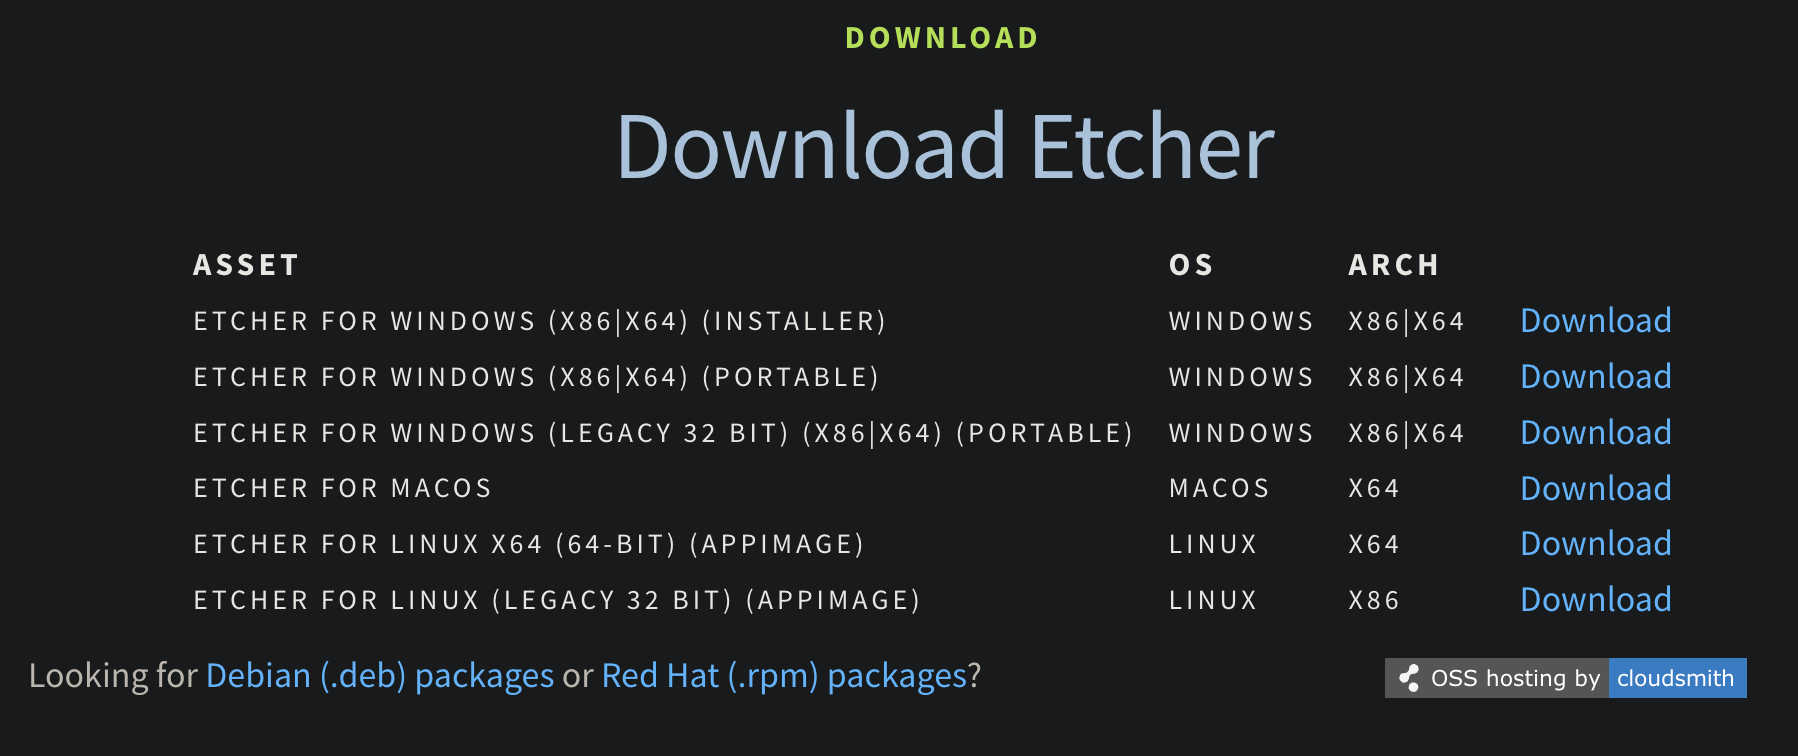 DOWNLOAD
Download Etcher
ASSET OS ARCH
ETCHER FOR WINDOWS (X86|X64) (INSTALLER) WINDOWS X86|X64 Download
ETCHER FOR WINDOWS (X86|X64) (PORTABLE) WINDOWS X86|X64 Download
ETCHER FOR WINDOWS (LEGACY 32 BIT) (X86|X64) (PORTABLE) WINDOWS X86|X64 Download
ETCHER FOR MACOS MACOS X64 Download
ETCHER FOR LINUX X64 (64-BIT) (APPIMAGE) LINUX X64 Download
ETCHER FOR LINUX (LEGACY 32 BIT) (APPIMAGE) LINUX X86 Download
Looking for Debian (.deb) packages or Red Hat (.rpm) packages? OSS hosting by cloudsmith